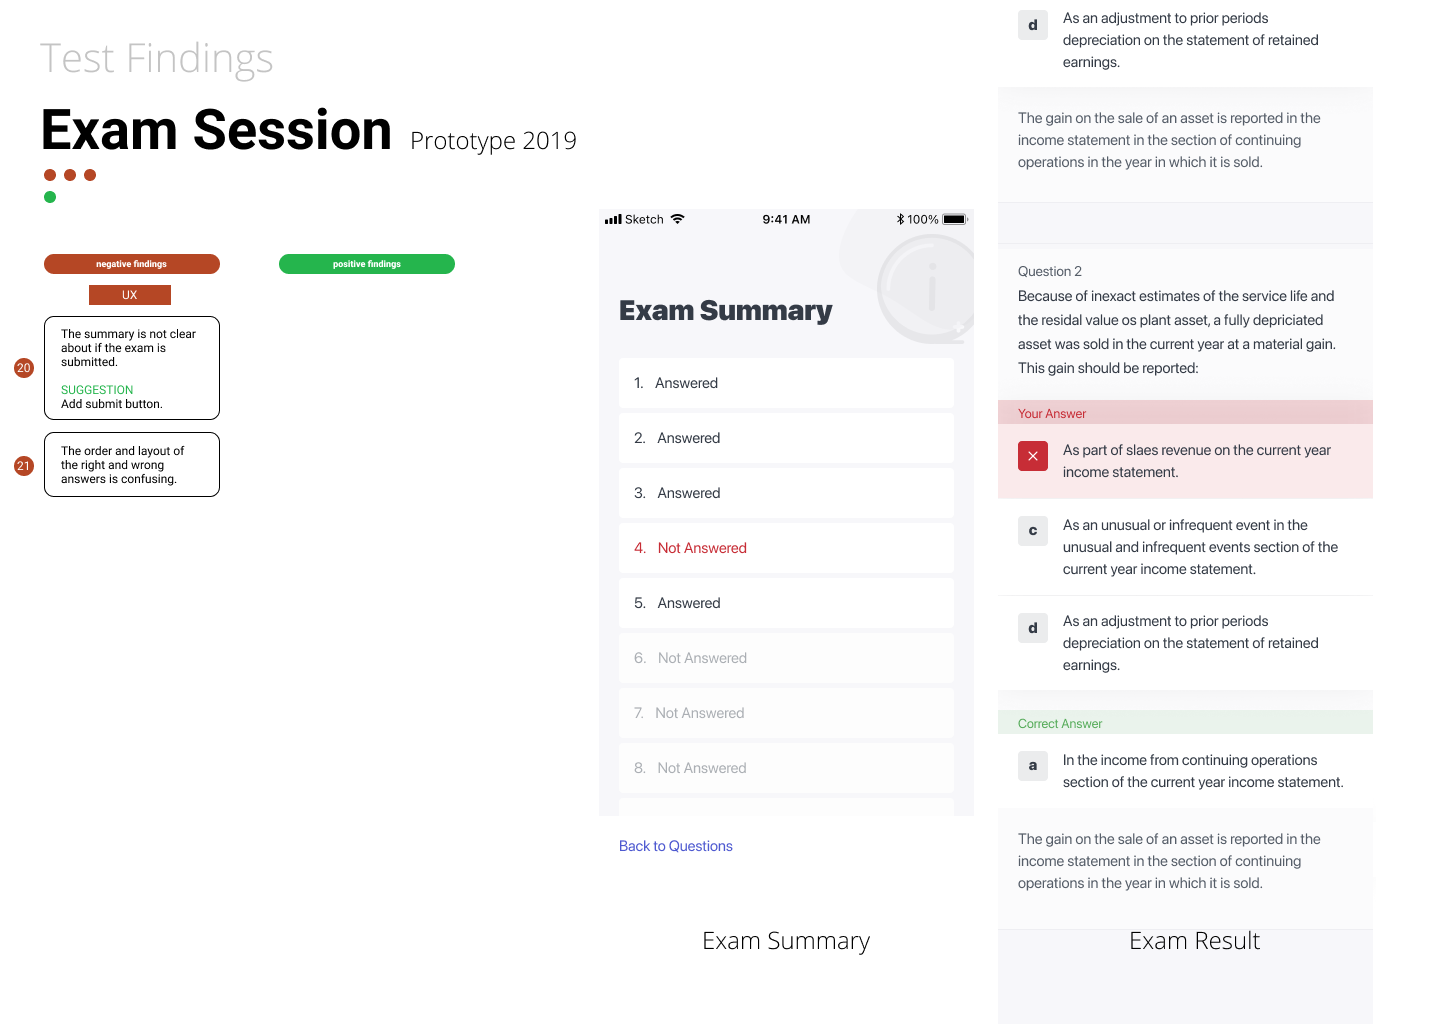 Test Findings
Exam Session Prototype 2019
negative findings
positive findings
UX
20
The summary is not clear
about if the exam is
submitted.
SUGGESTION
Add submit button.
21
The order and layout of
the right and wrong
answers is confusing.
Sketch
9:41 AM
100%
Exam Summary
1. Answered
2. Answered
3. Answered
4. Not Answered
5. Answered
6. Not Answered
7. Not Answered
8. Not Answered
Back to Questions
Exam Summary
d
As an adjustment to prior periods
depreciation on the statement of retained
earnings.
The gain on the sale of an asset is reported in the
income statement in the section of continuing
operations in the year in which it is sold.
Question 2
Because of inexact estimates of the service life and
the residal value os plant asset, a fully depriciated
asset was sold in the current year at a material gain.
This gain should be reported:
Your Answer
As part of slaes revenue on the current year
income statement.
c
As an unusual or infrequent event in the
unusual and infrequent events section of the
current year income statement.
d
As an adjustment to prior periods
depreciation on the statement of retained
earnings.
Correct Answer
a
In the income from continuing operations
section of the current year income statement.
The gain on the sale of an asset is reported in the
income statement in the section of continuing
operations in the year in which it is sold.
Exam Result